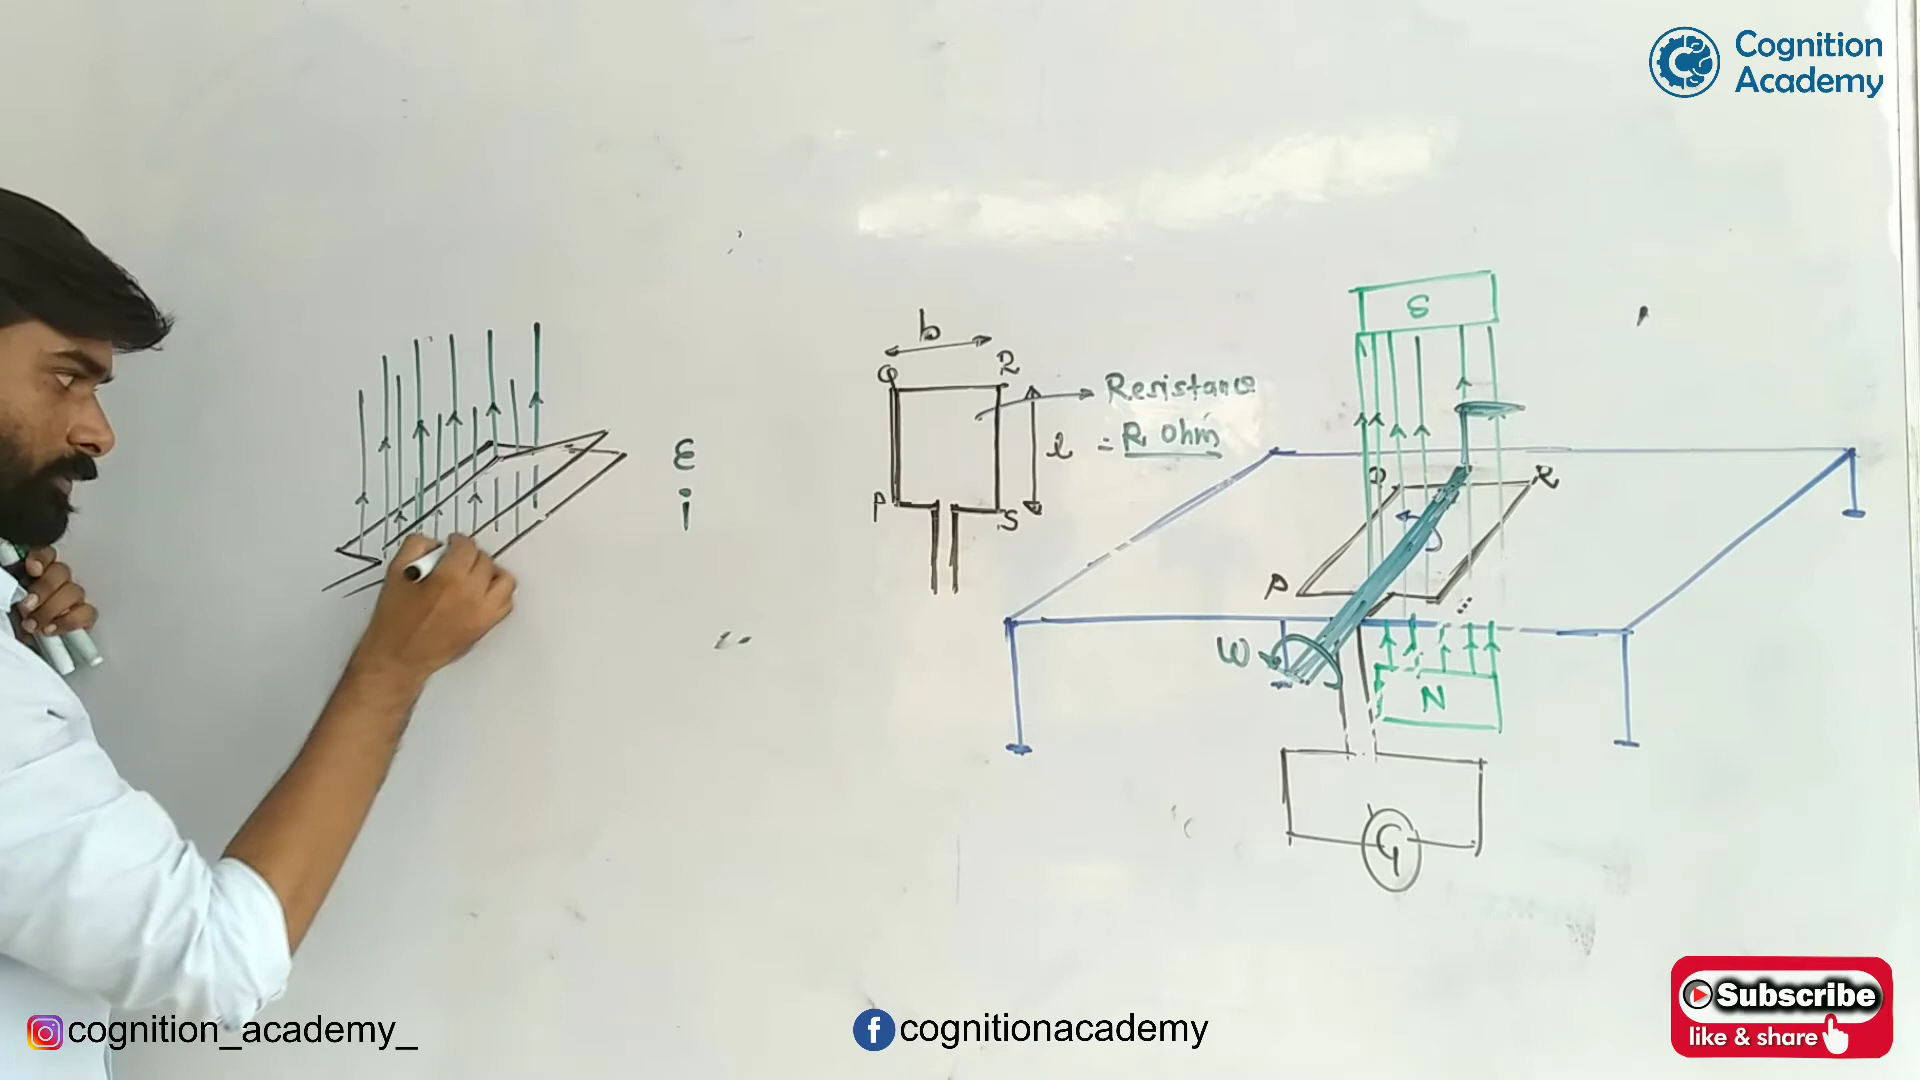 Cognition
Academy
ε
i
b
Q
R
Resistance
l
= R ohm
P
S
S
R
P
ω
N
G
cognition_academy_
cognitionacademy
Subscribe
like & share